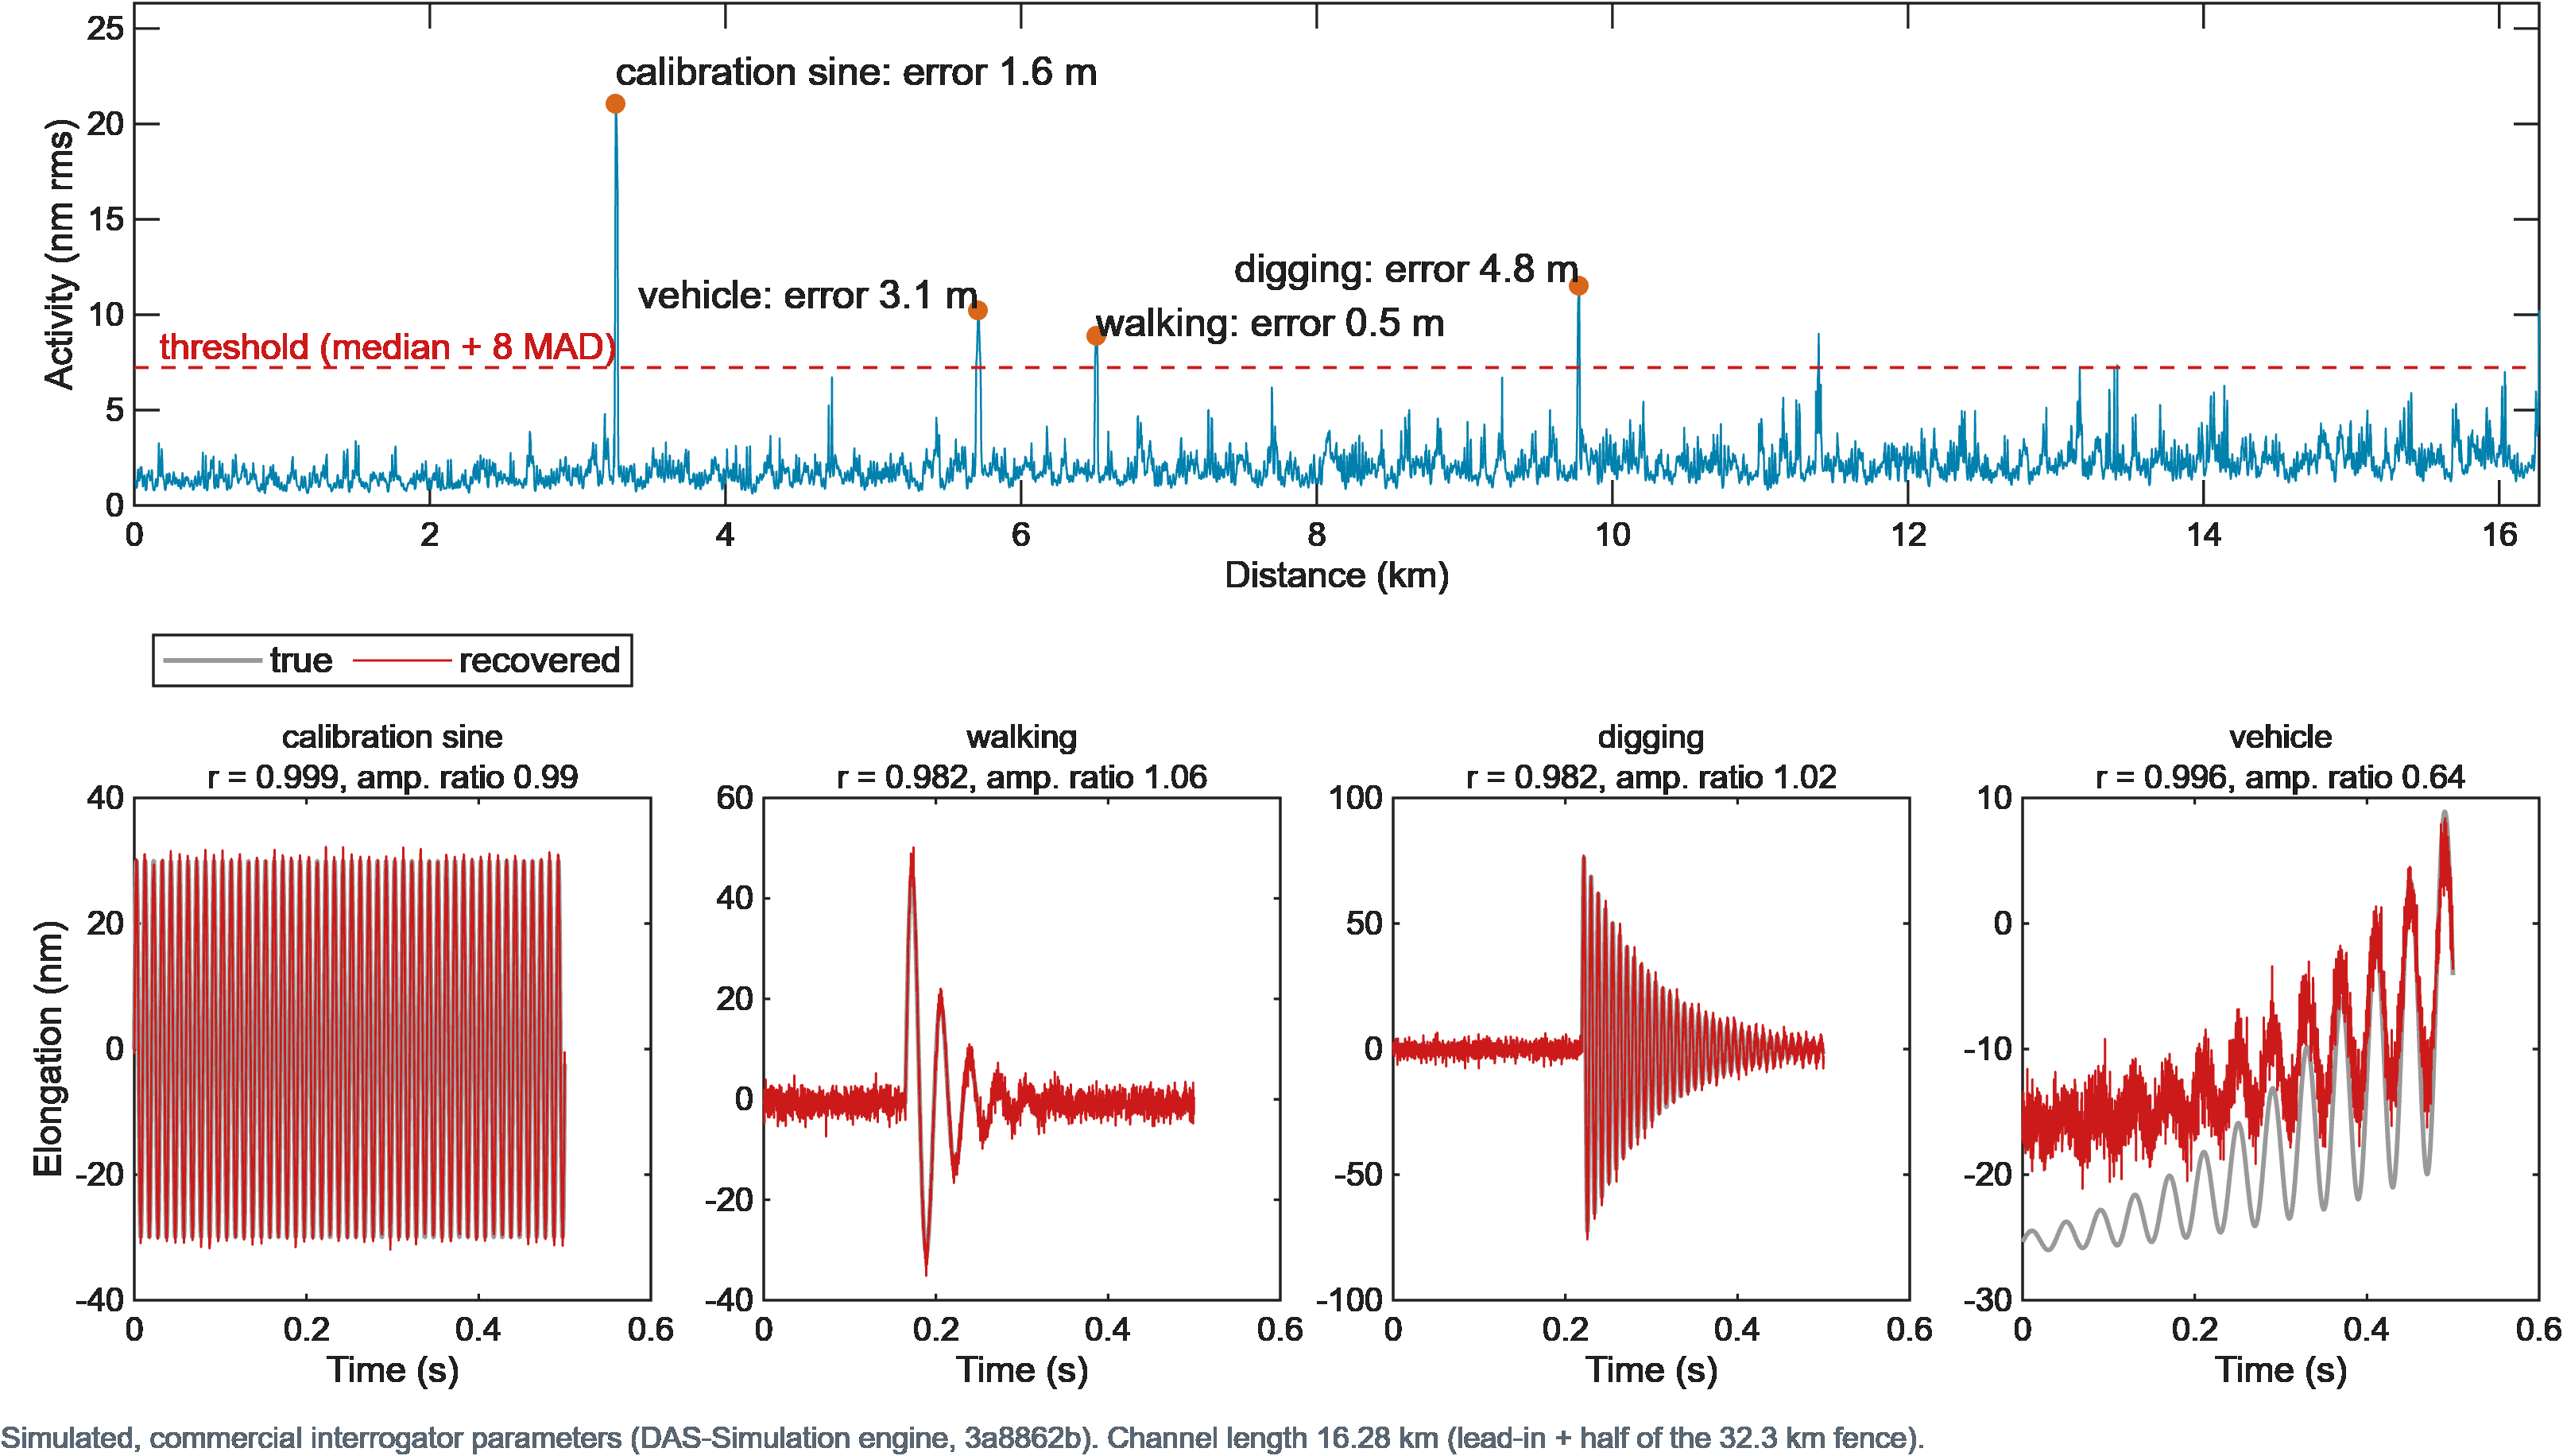 25
20
15
10
5
0
Activity (nm rms)
calibration sine: error 1.6 m
digging: error 4.8 m
vehicle: error 3.1 m
walking: error 0.5 m
threshold (median + 8 MAD)
0 2 4 6 8 10 12 14 16
Distance (km)
true recovered
calibration sine
r = 0.999, amp. ratio 0.99
40
20
0
-20
-40
Elongation (nm)
0 0.2 0.4 0.6
Time (s)
walking
r = 0.982, amp. ratio 1.06
60
40
20
0
-20
-40
0 0.2 0.4 0.6
Time (s)
digging
r = 0.982, amp. ratio 1.02
100
50
0
-50
-100
0 0.2 0.4 0.6
Time (s)
vehicle
r = 0.996, amp. ratio 0.64
10
0
-10
-20
-30
0 0.2 0.4 0.6
Time (s)
Simulated, commercial interrogator parameters (DAS-Simulation engine, 3a8862b). Channel length 16.28 km (lead-in + half of the 32.3 km fence).